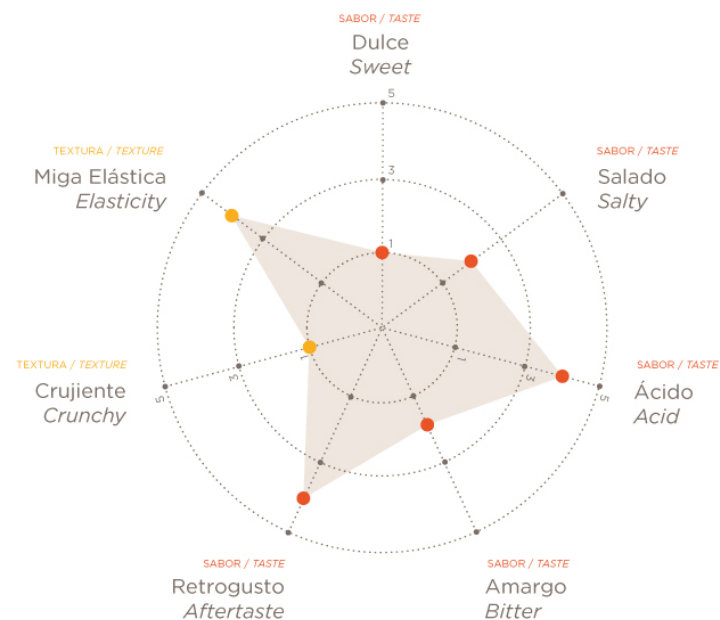 SABOR / TASTE
Dulce
Sweet
5
3
1
TEXTURA / TEXTURE
Miga Elástica
Elasticity
SABOR / TASTE
Salado
Salty
TEXTURA / TEXTURE
Crujiente
Crunchy
5
3
1
1
3
5
SABOR / TASTE
Ácido
Acid
SABOR / TASTE
Retrogusto
Aftertaste
SABOR / TASTE
Amargo
Bitter